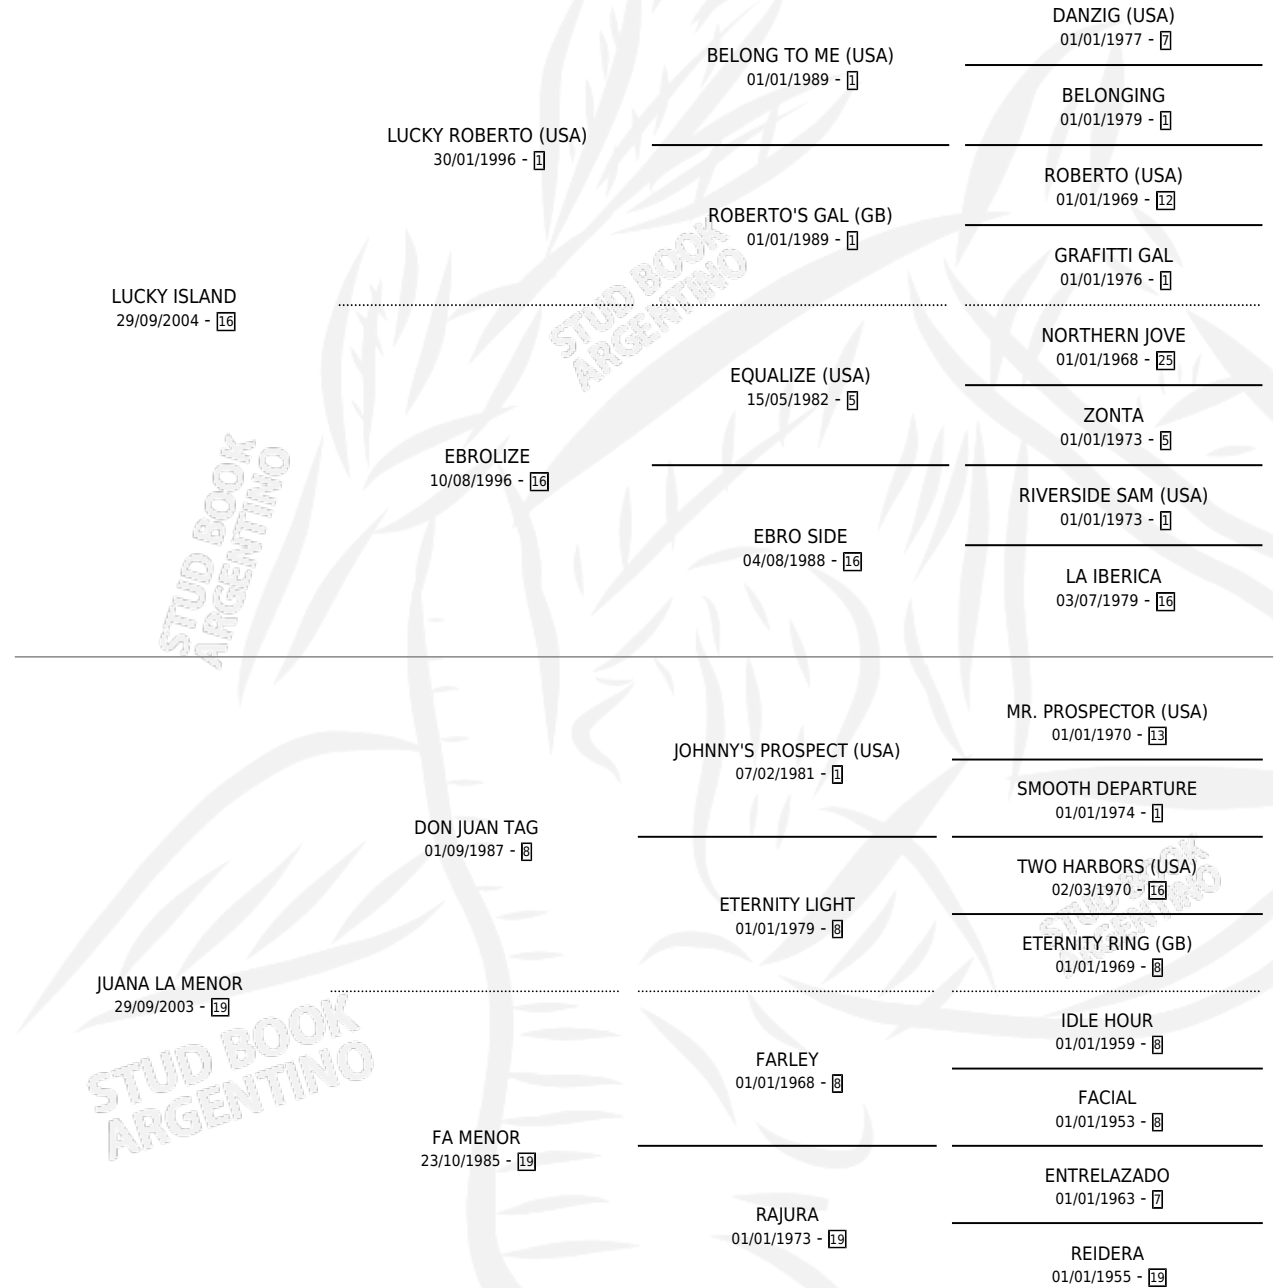 DANZIG (USA)
01/01/1977 - 7
BELONG TO ME (USA)
01/01/1989 - 1
BELONGING
01/01/1979 - 1
LUCKY ROBERTO (USA)
30/01/1996 - 1
ROBERTO (USA)
01/01/1969 - 12
ROBERTO'S GAL (GB)
01/01/1989 - 1
GRAFITTI GAL
01/01/1976 - 1
LUCKY ISLAND
29/09/2004 - 16
NORTHERN JOVE
01/01/1968 - 25
EQUALIZE (USA)
15/05/1982 - 5
ZONTA
01/01/1973 - 5
EBROLIZE
10/08/1996 - 16
RIVERSIDE SAM (USA)
01/01/1973 - 1
EBRO SIDE
04/08/1988 - 16
LA IBERICA
03/07/1979 - 16
MR. PROSPECTOR (USA)
01/01/1970 - 13
JOHNNY'S PROSPECT (USA)
07/02/1981 - 1
SMOOTH DEPARTURE
01/01/1974 - 1
DON JUAN TAG
01/09/1987 - 8
TWO HARBORS (USA)
02/03/1970 - 16
ETERNITY LIGHT
01/01/1979 - 8
ETERNITY RING (GB)
01/01/1969 - 8
JUANA LA MENOR
29/09/2003 - 19
IDLE HOUR
01/01/1959 - 8
FARLEY
01/01/1968 - 8
FACIAL
01/01/1953 - 8
FA MENOR
23/10/1985 - 19
ENTRELAZADO
01/01/1963 - 7
RAJURA
01/01/1973 - 19
REIDERA
01/01/1955 - 19
STUD BOOK
ARGENTINO
STUD BOOK
ARGENTINO
STUD BOOK
ARGENTINO
STUD BOOK
ARGENTINO